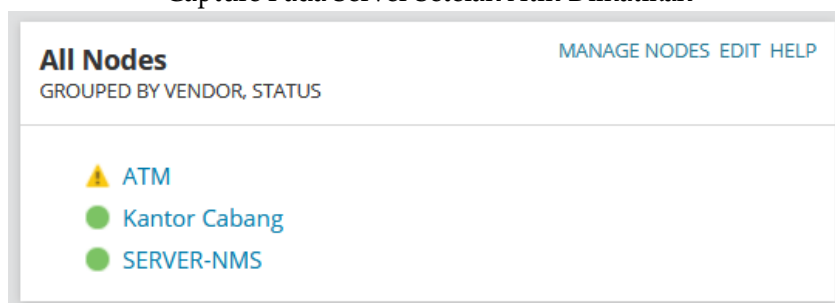 All Nodes
MANAGE NODES EDIT HELP
GROUPED BY VENDOR, STATUS
ATM
Kantor Cabang
SERVER-NMS